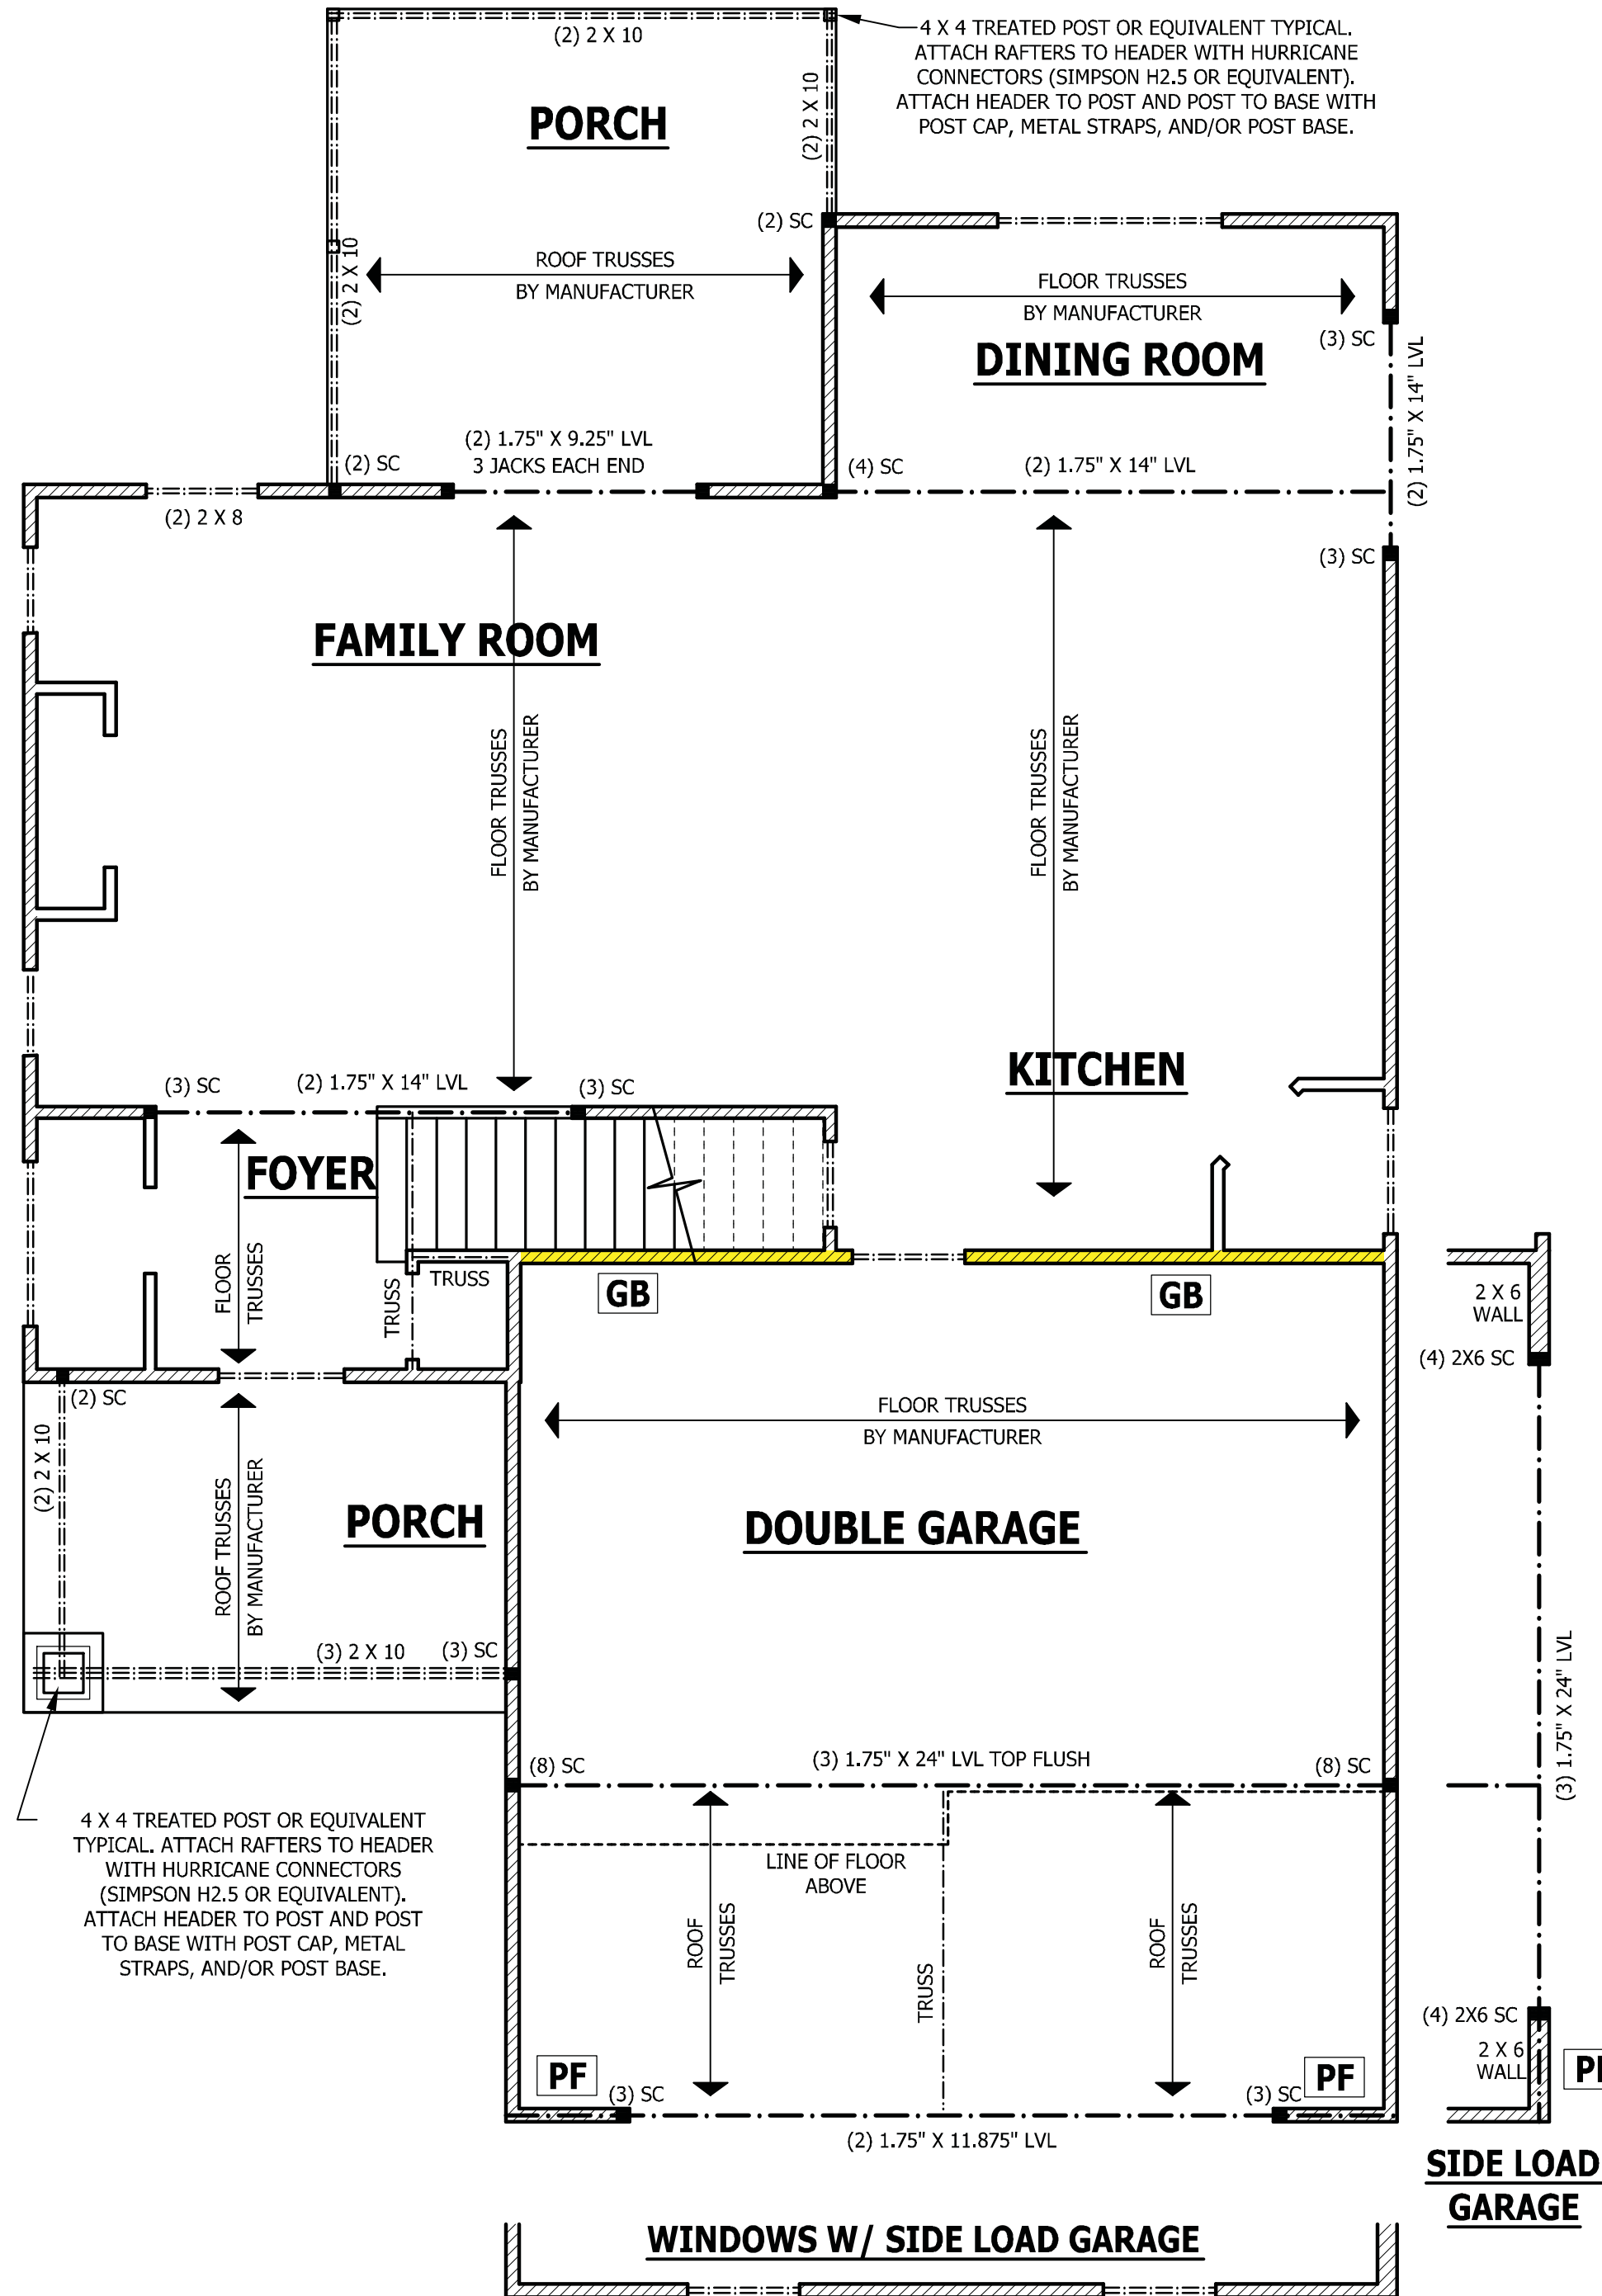 (2) 2 X 10
4 X 4 TREATED POST OR EQUIVALENT TYPICAL.
ATTACH RAFTERS TO HEADER WITH HURRICANE
CONNECTORS (SIMPSON H2.5 OR EQUIVALENT).
ATTACH HEADER TO POST AND POST TO BASE WITH
POST CAP, METAL STRAPS, AND/OR POST BASE.
PORCH
(2) 2 X 10
(2) SC
(2) 2 X 10
ROOF TRUSSES
BY MANUFACTURER
FLOOR TRUSSES
BY MANUFACTURER
DINING ROOM
(3) SC
(2) 1.75" X 14" LVL
(2) 1.75" X 9.25" LVL
3 JACKS EACH END
(2) SC
(4) SC
(2) 1.75" X 14" LVL
(2) 2 X 8
(3) SC
FAMILY ROOM
FLOOR TRUSSES
BY MANUFACTURER
FLOOR TRUSSES
BY MANUFACTURER
KITCHEN
(3) SC
(2) 1.75" X 14" LVL
(3) SC
FOYER
FLOOR
TRUSSES
TRUSS
TRUSS
GB
GB
2 X 6
WALL
(4) 2X6 SC
(2) SC
(2) 2 X 10
FLOOR TRUSSES
BY MANUFACTURER
ROOF TRUSSES
BY MANUFACTURER
PORCH
DOUBLE GARAGE
(3) 2 X 10
(3) SC
(3) 1.75" X 24" LVL
(8) SC
(3) 1.75" X 24" LVL TOP FLUSH
(8) SC
4 X 4 TREATED POST OR EQUIVALENT
TYPICAL. ATTACH RAFTERS TO HEADER
WITH HURRICANE CONNECTORS
(SIMPSON H2.5 OR EQUIVALENT).
ATTACH HEADER TO POST AND POST
TO BASE WITH POST CAP, METAL
STRAPS, AND/OR POST BASE.
LINE OF FLOOR
ABOVE
ROOF
TRUSSES
TRUSS
ROOF
TRUSSES
(4) 2X6 SC
2 X 6
WALL
PF
(3) SC
(3) SC
PF
(2) 1.75" X 11.875" LVL
SIDE LOAD
GARAGE
WINDOWS W/ SIDE LOAD GARAGE